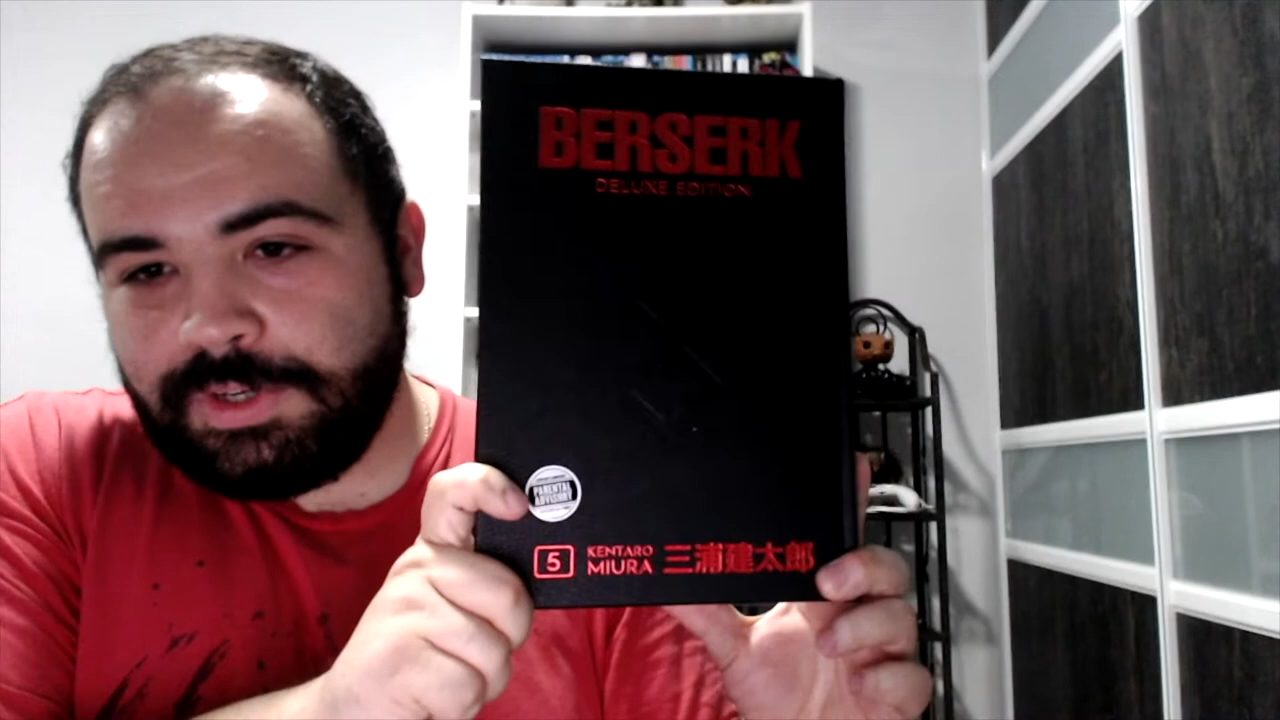 BERSERK
DELUXE EDITION
PARENTAL
ADVISORY
5
KENTARO
MIURA
三浦建太郎